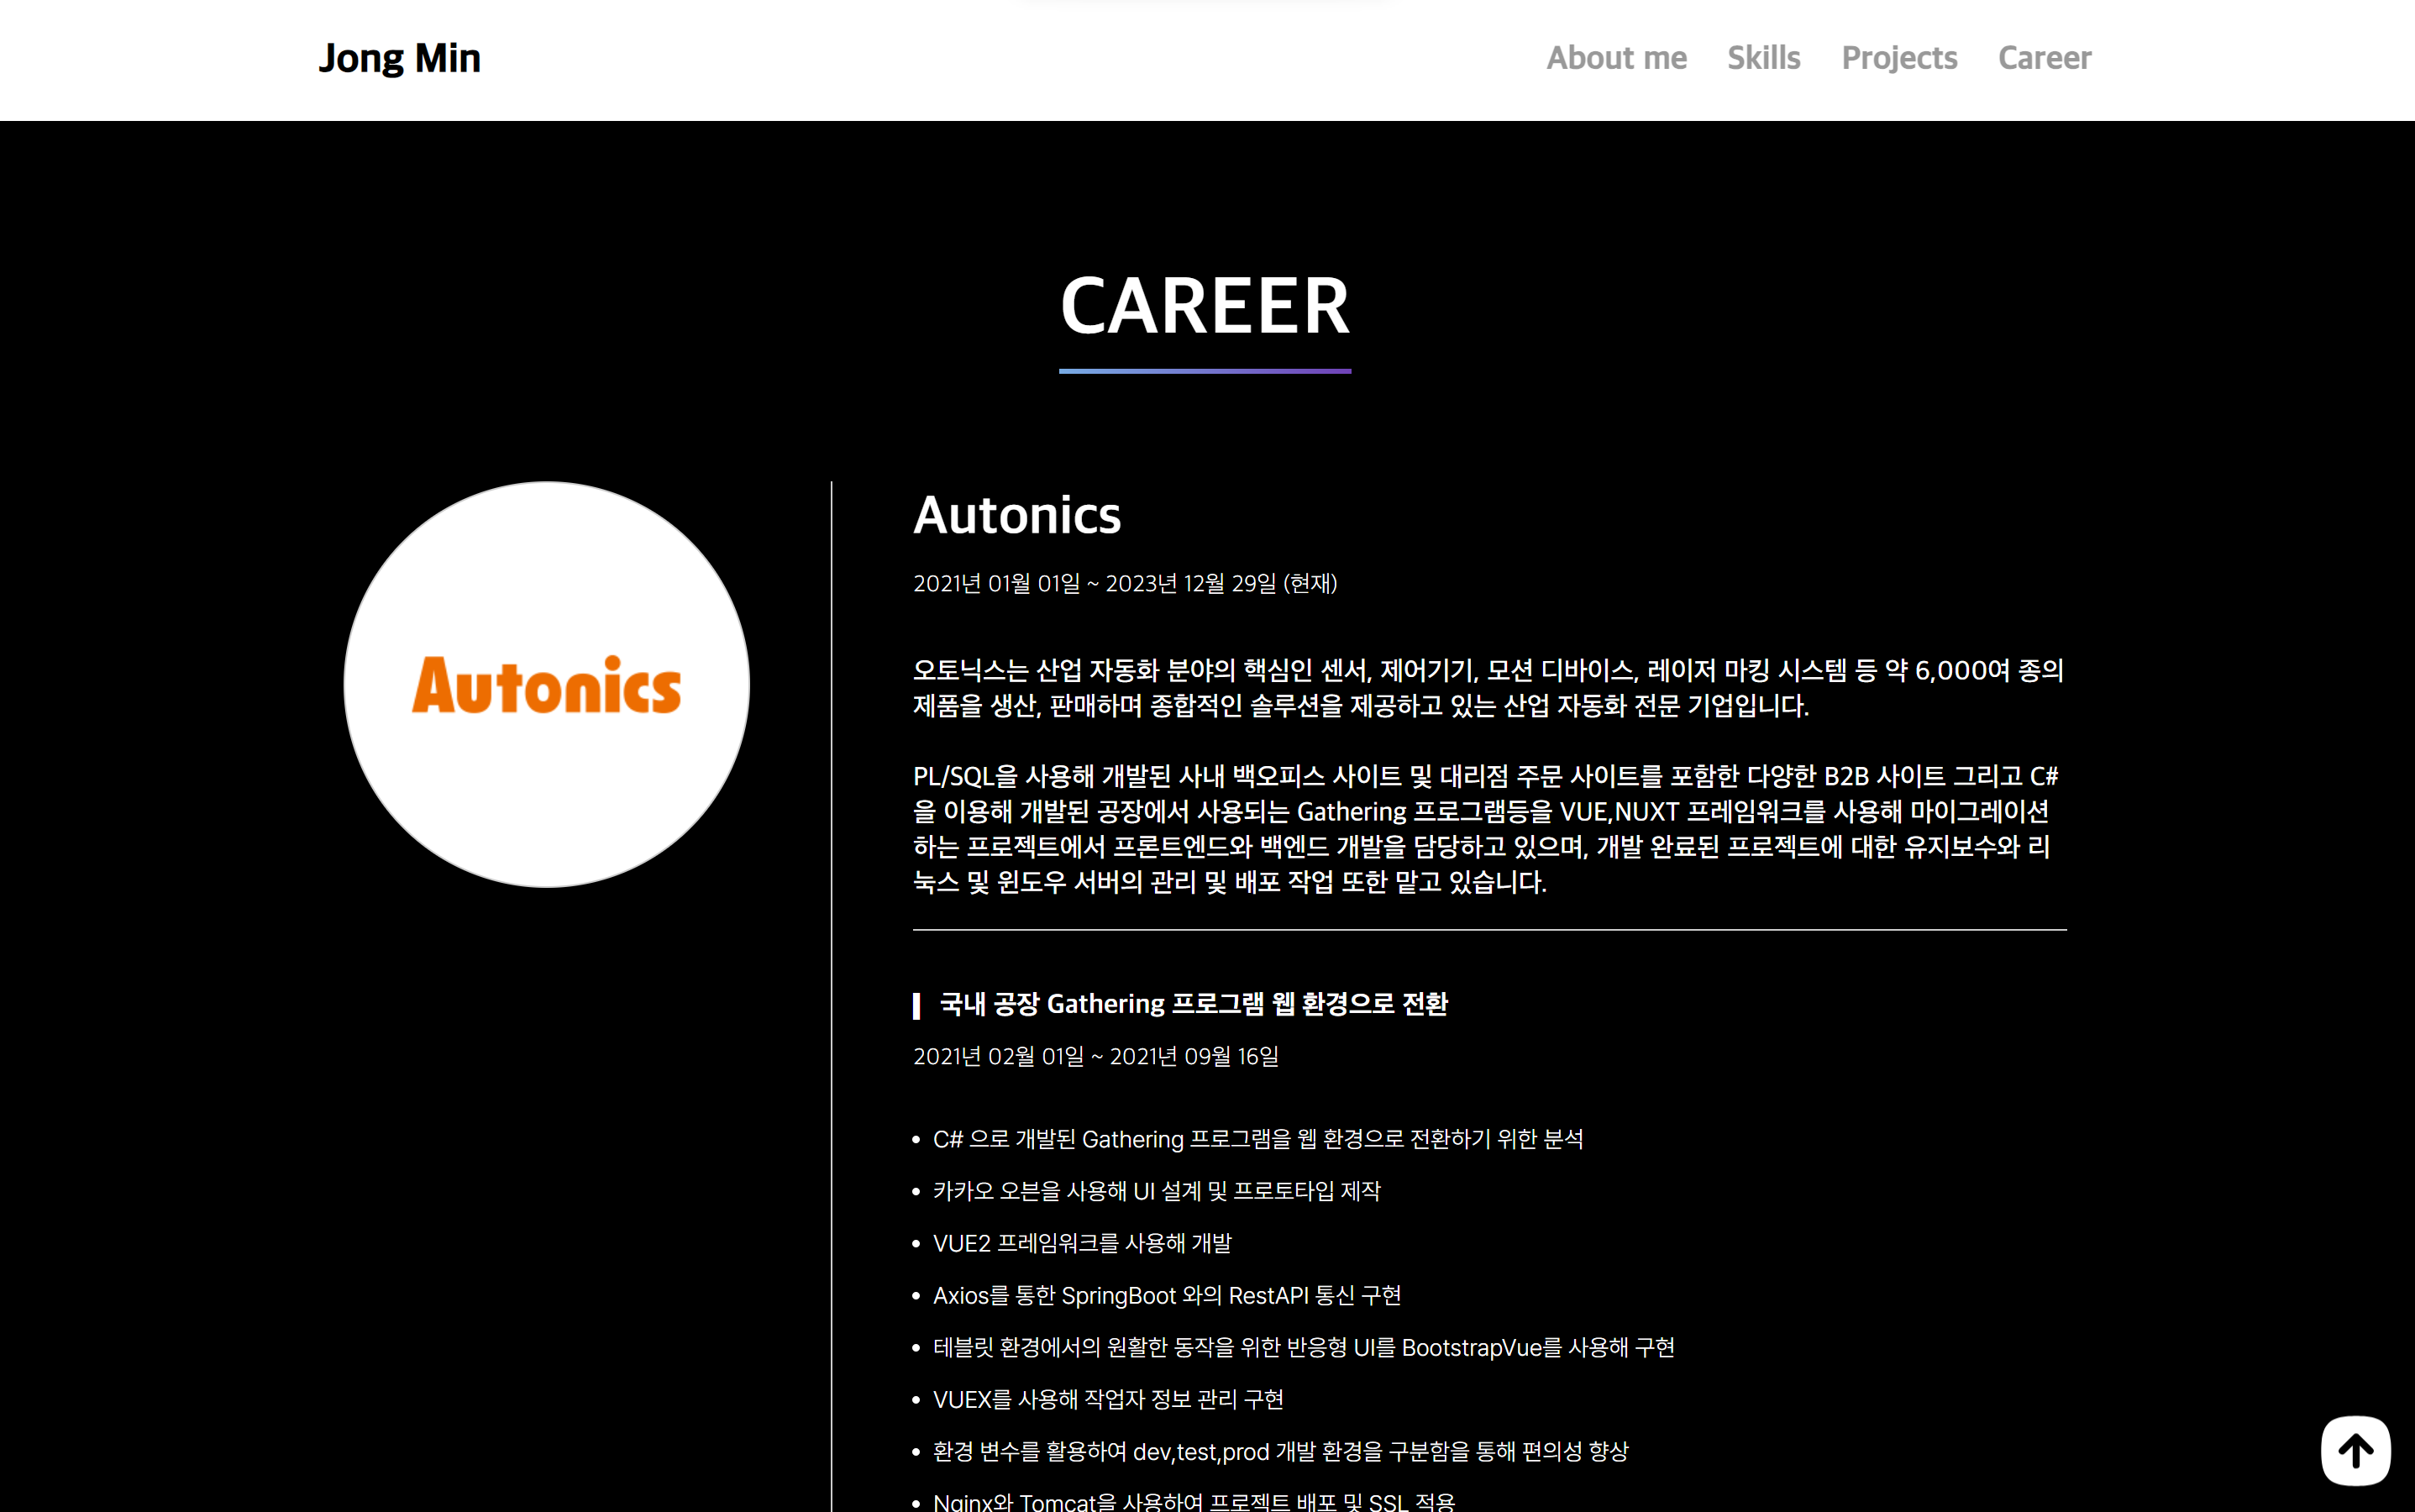 Jong Min
About me Skills Projects Career
CAREER
Autonics
Autonics
2021년 01월 01일 ~ 2023년 12월 29일 (현재)
오토닉스는 산업 자동화 분야의 핵심인 센서, 제어기기, 모션 디바이스, 레이저 마킹 시스템 등 약 6,000여 종의
제품을 생산, 판매하며 종합적인 솔루션을 제공하고 있는 산업 자동화 전문 기업입니다.
PL/SQL을 사용해 개발된 사내 백오피스 사이트 및 대리점 주문 사이트를 포함한 다양한 B2B 사이트 그리고 C#
을 이용해 개발된 공장에서 사용되는 Gathering 프로그램등을 VUE,NUXT 프레임워크를 사용해 마이그레이션
하는 프로젝트에서 프론트엔드와 백엔드 개발을 담당하고 있으며, 개발 완료된 프로젝트에 대한 유지보수와 리
눅스 및 윈도우 서버의 관리 및 배포 작업 또한 맡고 있습니다.
국내 공장 Gathering 프로그램 웹 환경으로 전환
2021년 02월 01일 ~ 2021년 09월 16일
• C# 으로 개발된 Gathering 프로그램을 웹 환경으로 전환하기 위한 분석
• 카카오 오븐을 사용해 UI 설계 및 프로토타입 제작
• VUE2 프레임워크를 사용해 개발
• Axios를 통한 SpringBoot 와의 RestAPI 통신 구현
• 테블릿 환경에서의 원활한 동작을 위한 반응형 UI를 BootstrapVue를 사용해 구현
• VUEX를 사용해 작업자 정보 관리 구현
• 환경 변수를 활용하여 dev,test,prod 개발 환경을 구분함을 통해 편의성 향상
• Nginx와 Tomcat을 사용하여 프로젝트 배포 및 SSL 적용